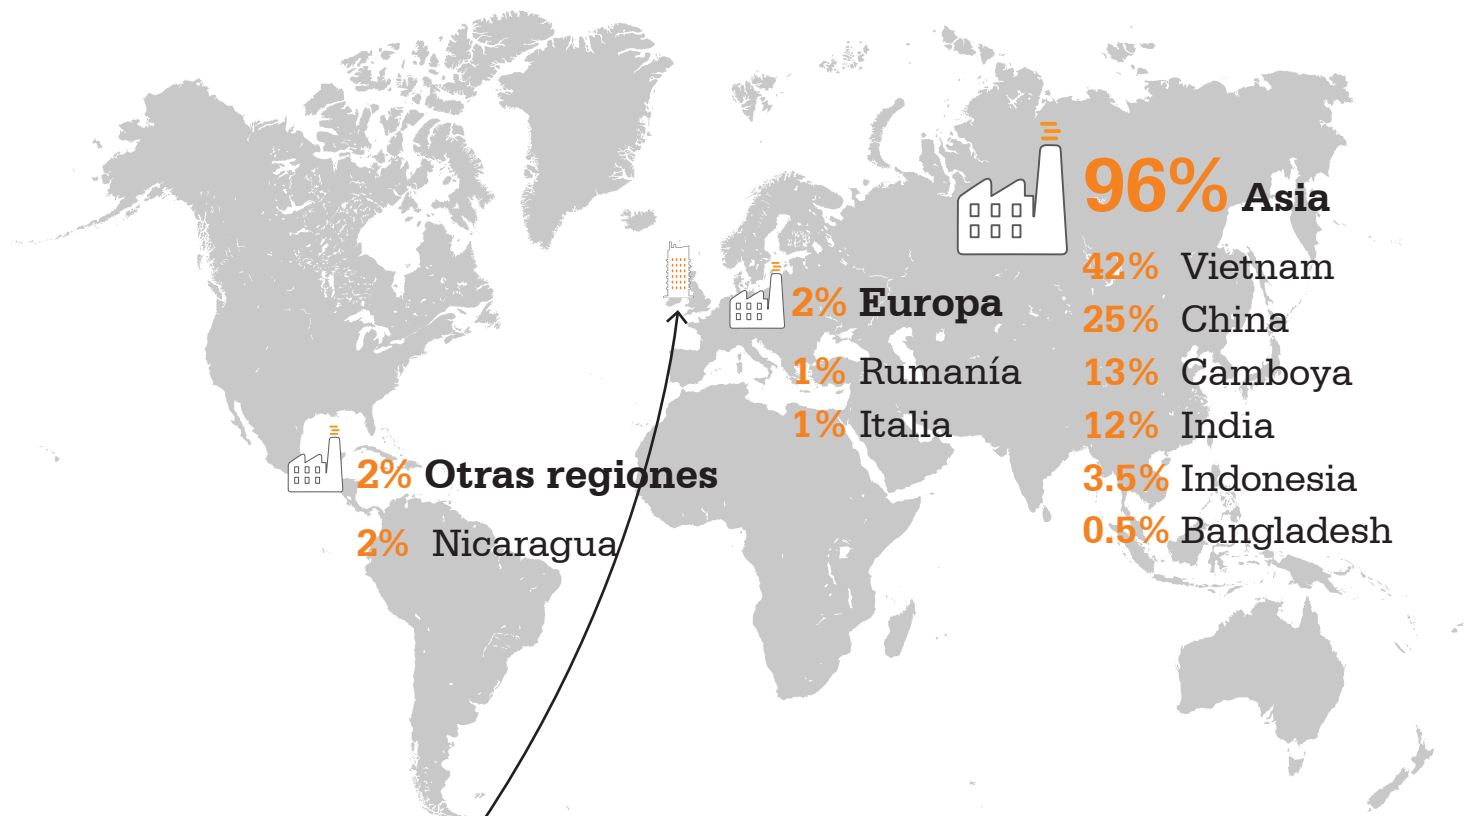 96% Asia
42% Vietnam
25% China
13% Camboya
12% India
3.5% Indonesia
0.5% Bangladesh
2% Europa
1% Rumanía
1% Italia
2% Otras regiones
2% Nicaragua